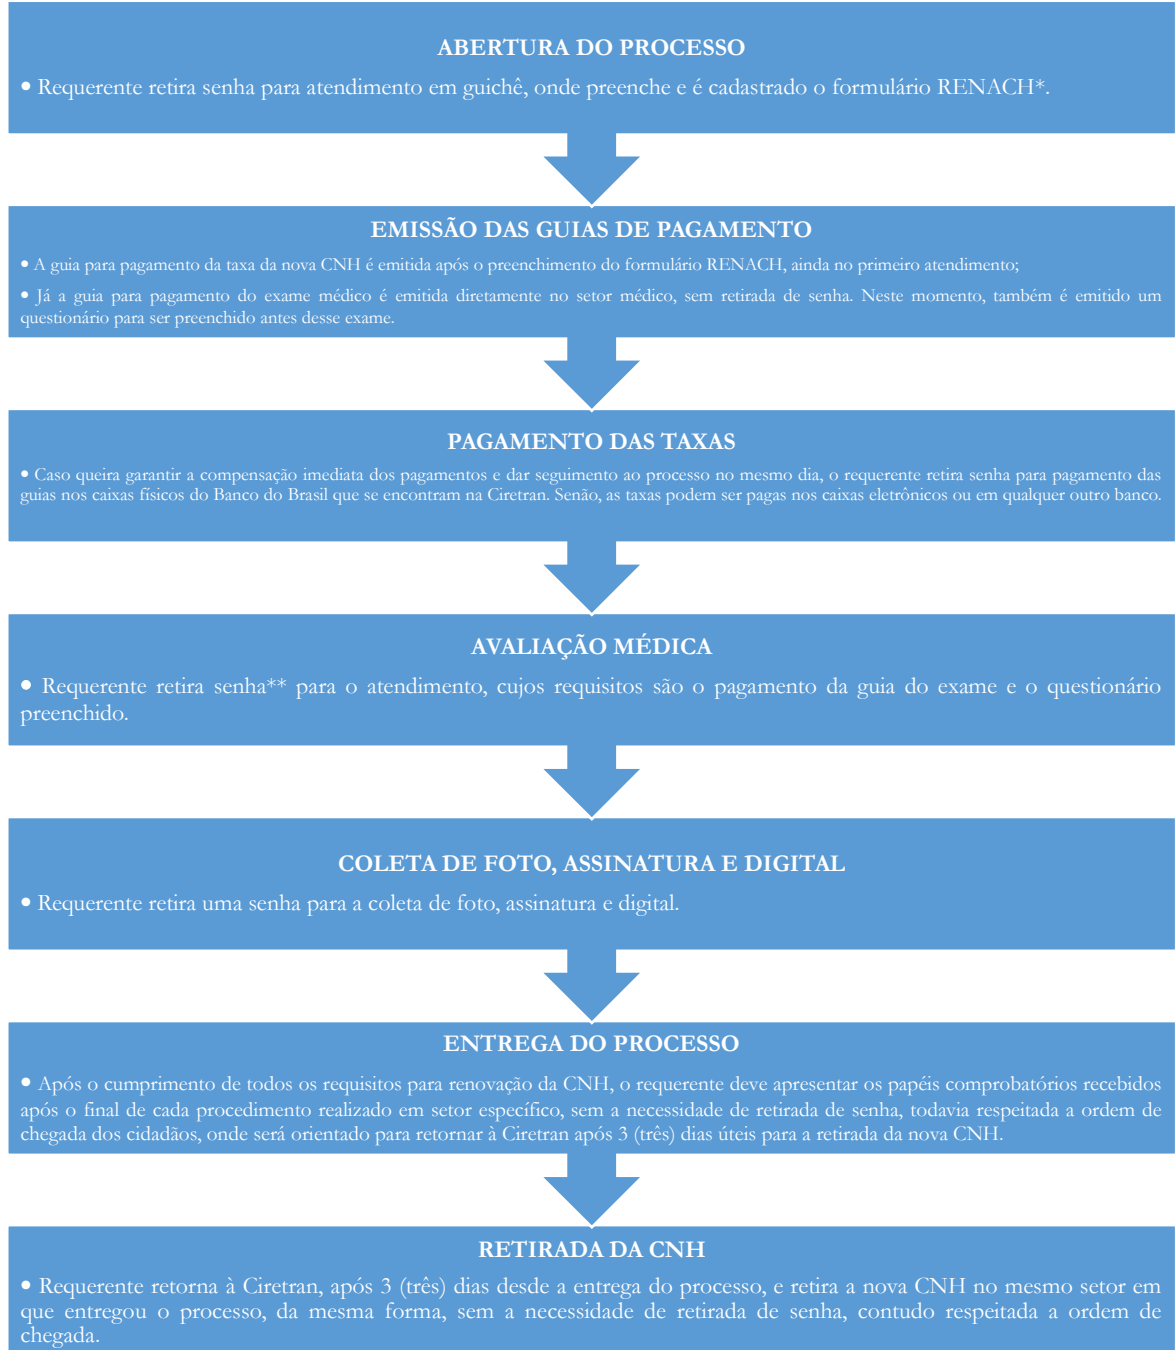 ABERTURA DO PROCESSO
• Requerente retira senha para atendimento em guichê, onde preenche e é cadastrado o formulário RENACH*.
EMISSÃO DAS GUIAS DE PAGAMENTO
• A guia para pagamento da taxa da nova CNH é emitida após o preenchimento do formulário RENACH, ainda no primeiro atendimento;
• Já a guia para pagamento do exame médico é emitida diretamente no setor médico, sem retirada de senha. Neste momento, também é emitido um
questionário para ser preenchido antes desse exame.
PAGAMENTO DAS TAXAS
• Caso queira garantir a compensação imediata dos pagamentos e dar seguimento ao processo no mesmo dia, o requerente retira senha para pagamento das
guias nos caixas físicos do Banco do Brasil que se encontram na Ciretran. Senão, as taxas podem ser pagas nos caixas eletrônicos ou em qualquer outro banco.
AVALIAÇÃO MÉDICA
• Requerente retira senha** para o atendimento, cujos requisitos são o pagamento da guia do exame e o questionário
preenchido.
COLETA DE FOTO, ASSINATURA E DIGITAL
• Requerente retira uma senha para a coleta de foto, assinatura e digital.
ENTREGA DO PROCESSO
• Após o cumprimento de todos os requisitos para renovação da CNH, o requerente deve apresentar os papéis comprobatórios recebidos
após o final de cada procedimento realizado em setor específico, sem a necessidade de retirada de senha, todavia respeitada a ordem de
chegada dos cidadãos, onde será orientado para retornar à Ciretran após 3 (três) dias úteis para a retirada da nova CNH.
RETIRADA DA CNH
• Requerente retorna à Ciretran, após 3 (três) dias desde a entrega do processo, e retira a nova CNH no mesmo setor em
que entregou o processo, da mesma forma, sem a necessidade de retirada de senha, contudo respeitada a ordem de
chegada.